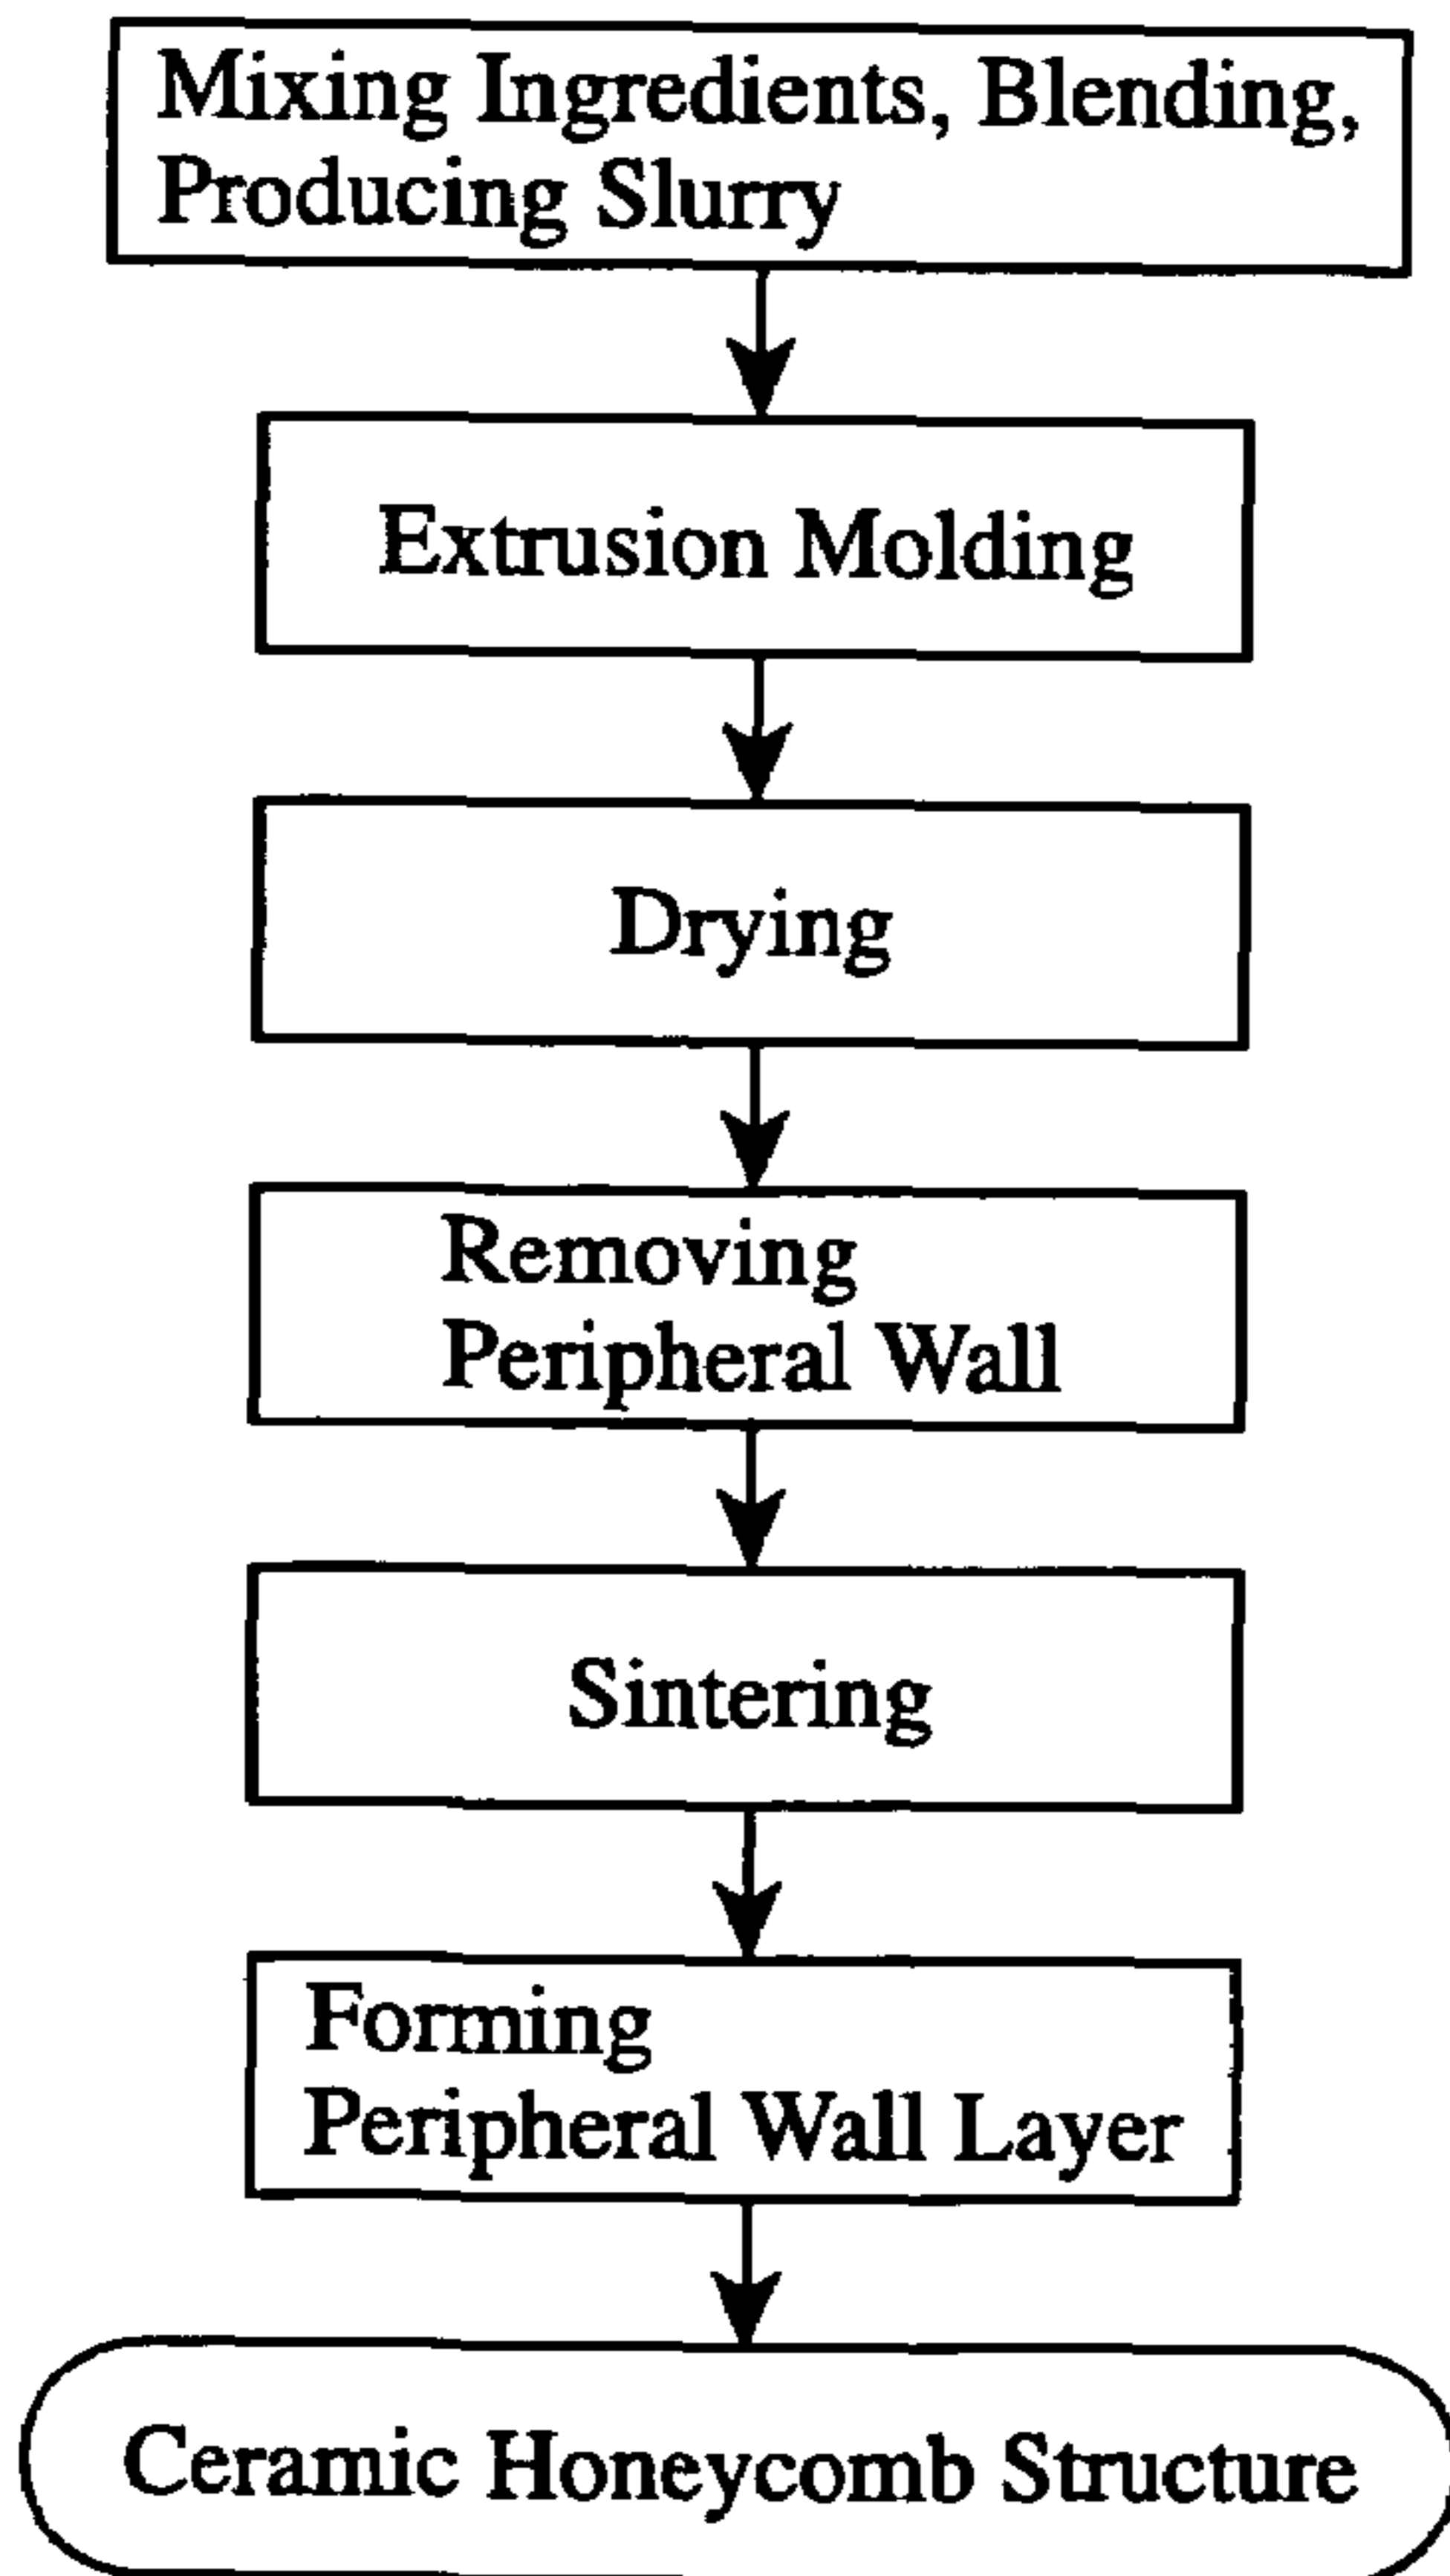 Mixing Ingredients, Blending,
Producing Slurry
Extrusion Molding
Drying
Removing
Peripheral Wall
Sintering
Forming
Peripheral Wall Layer
Ceramic Honeycomb Structure